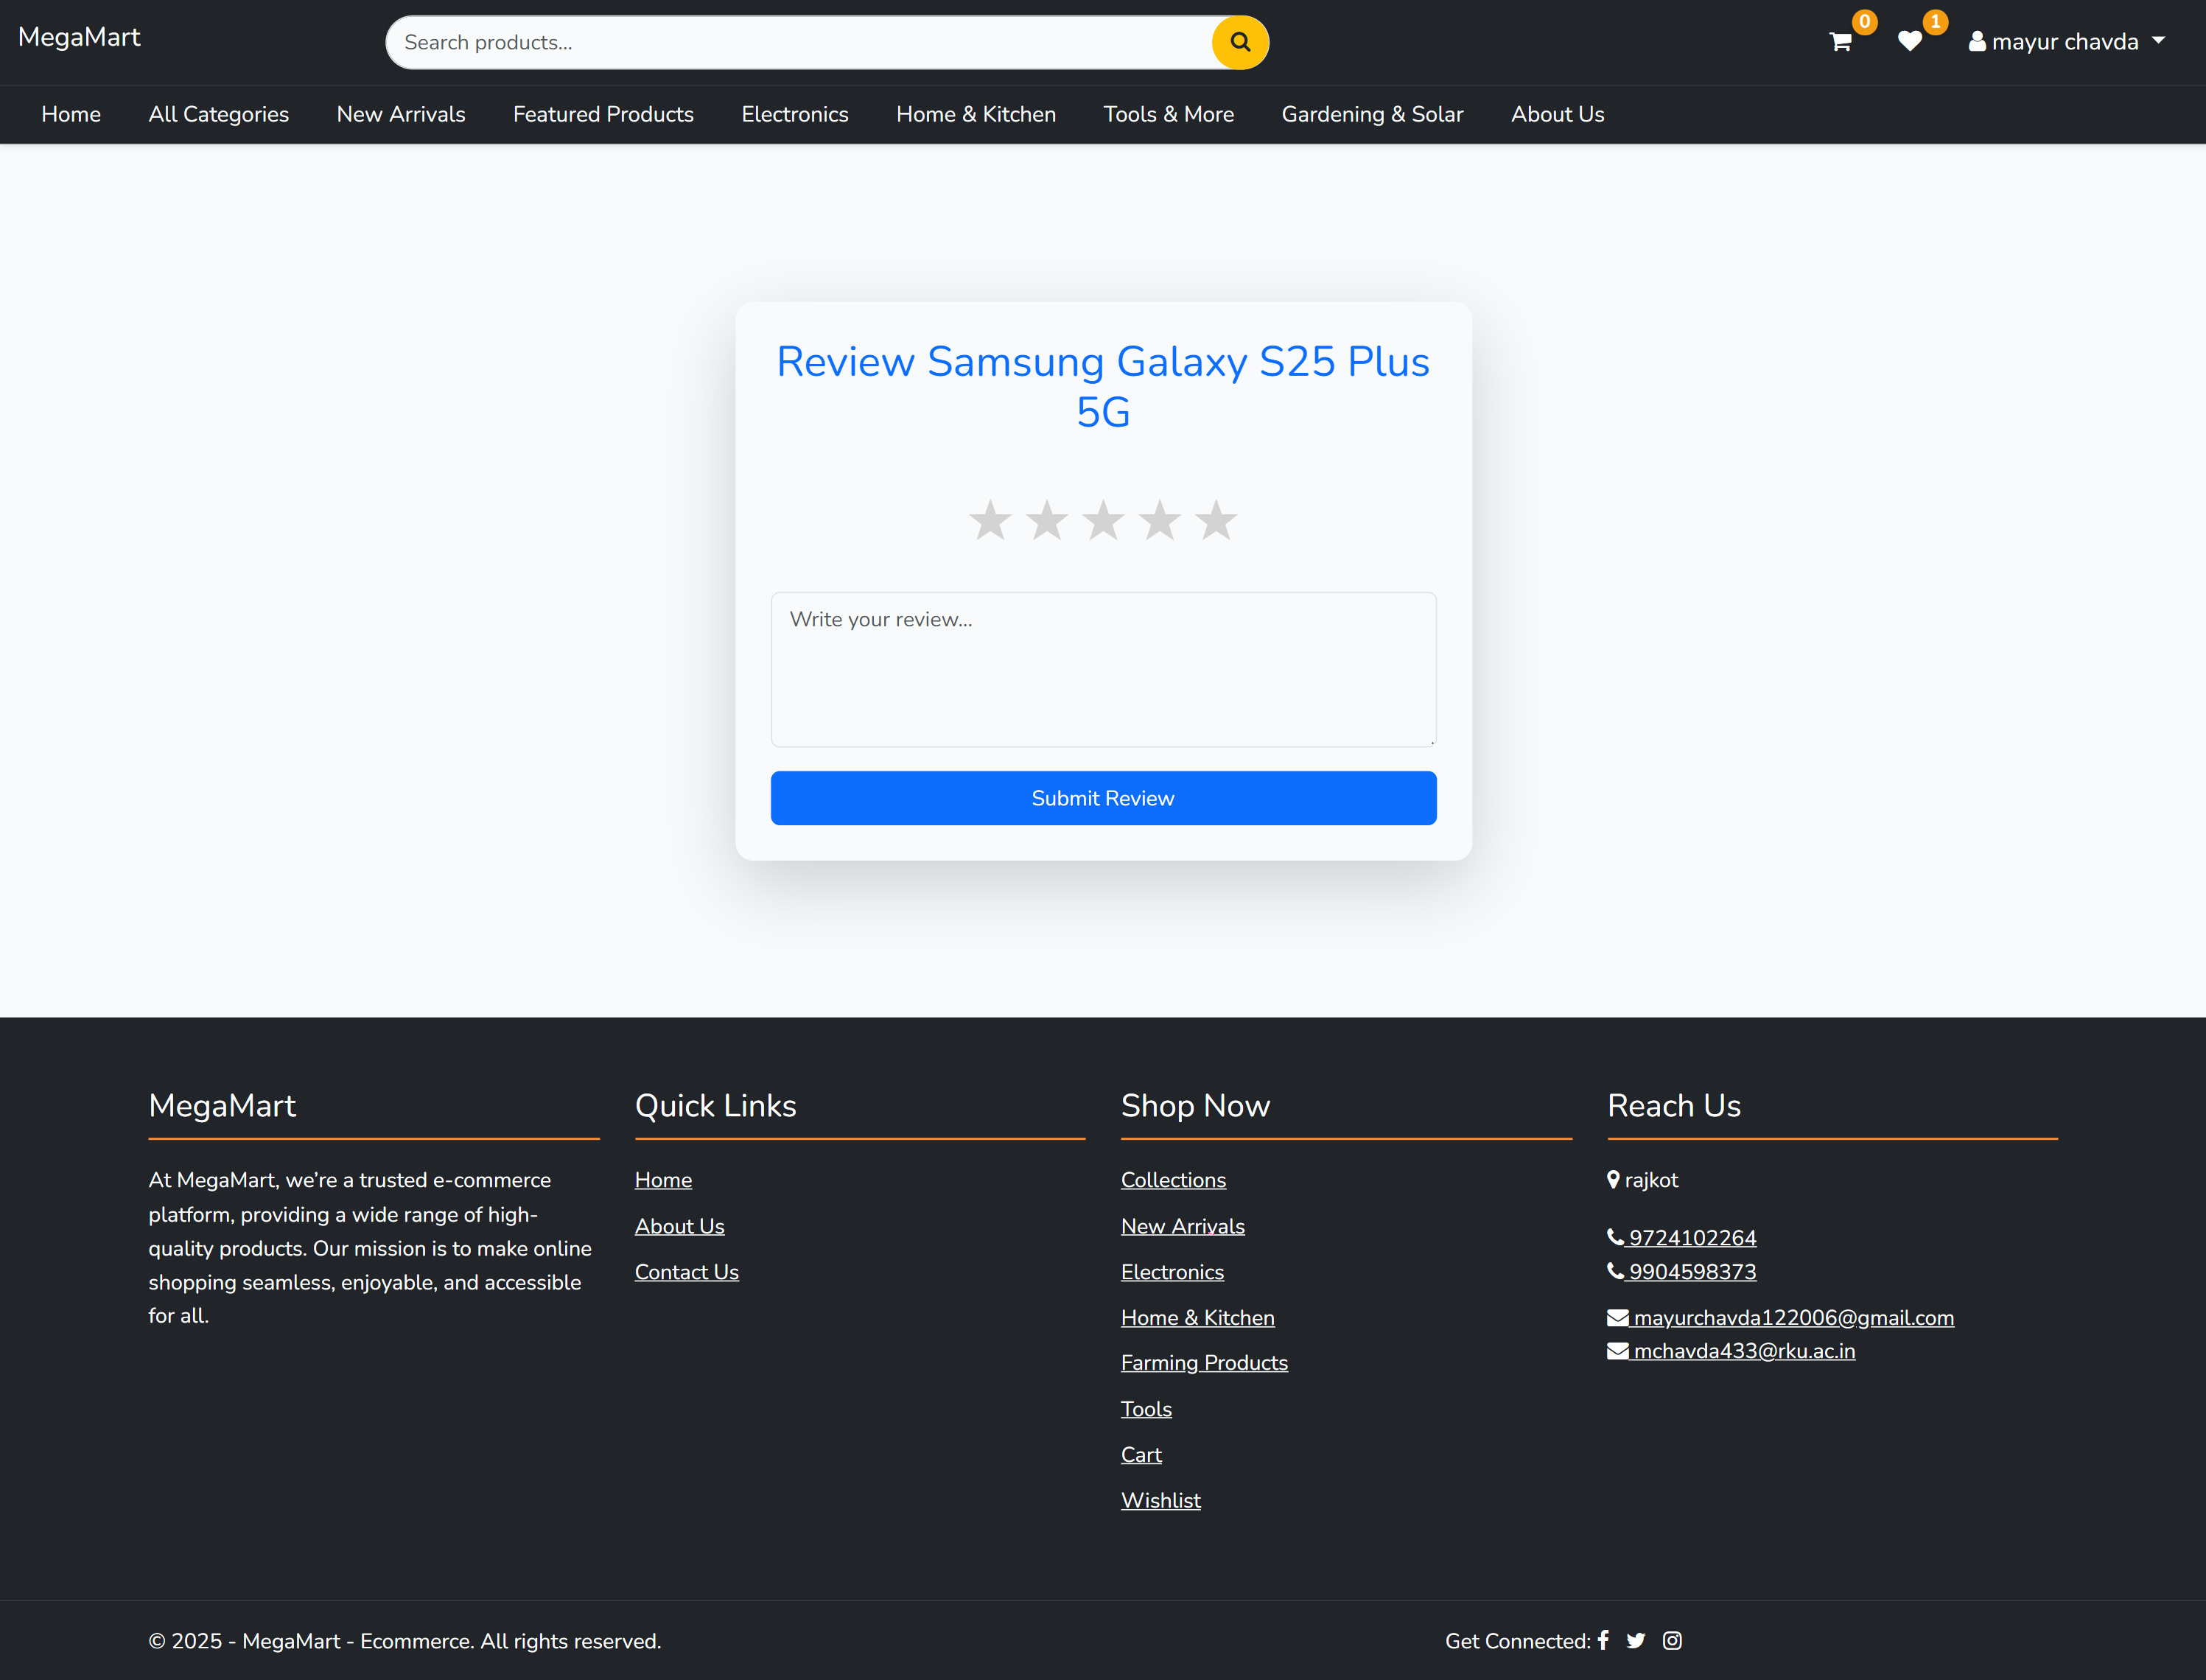 MegaMart
Search products...
0
1
mayur chavda
Home
All Categories
New Arrivals
Featured Products
Electronics
Home & Kitchen
Tools & More
Gardening & Solar
About Us
Review Samsung Galaxy S25 Plus
5G
★ ★ ★ ★ ★
Write your review...
Submit Review
MegaMart
At MegaMart, we’re a trusted e-commerce
platform, providing a wide range of high-
quality products. Our mission is to make online
shopping seamless, enjoyable, and accessible
for all.
Quick Links
Home
About Us
Contact Us
Shop Now
Collections
New Arrivals
Electronics
Home & Kitchen
Farming Products
Tools
Cart
Wishlist
Reach Us
rajkot
9724102264
9904598373
mayurchavda122006@gmail.com
mchavda433@rku.ac.in
© 2025 - MegaMart - Ecommerce. All rights reserved.
Get Connected: